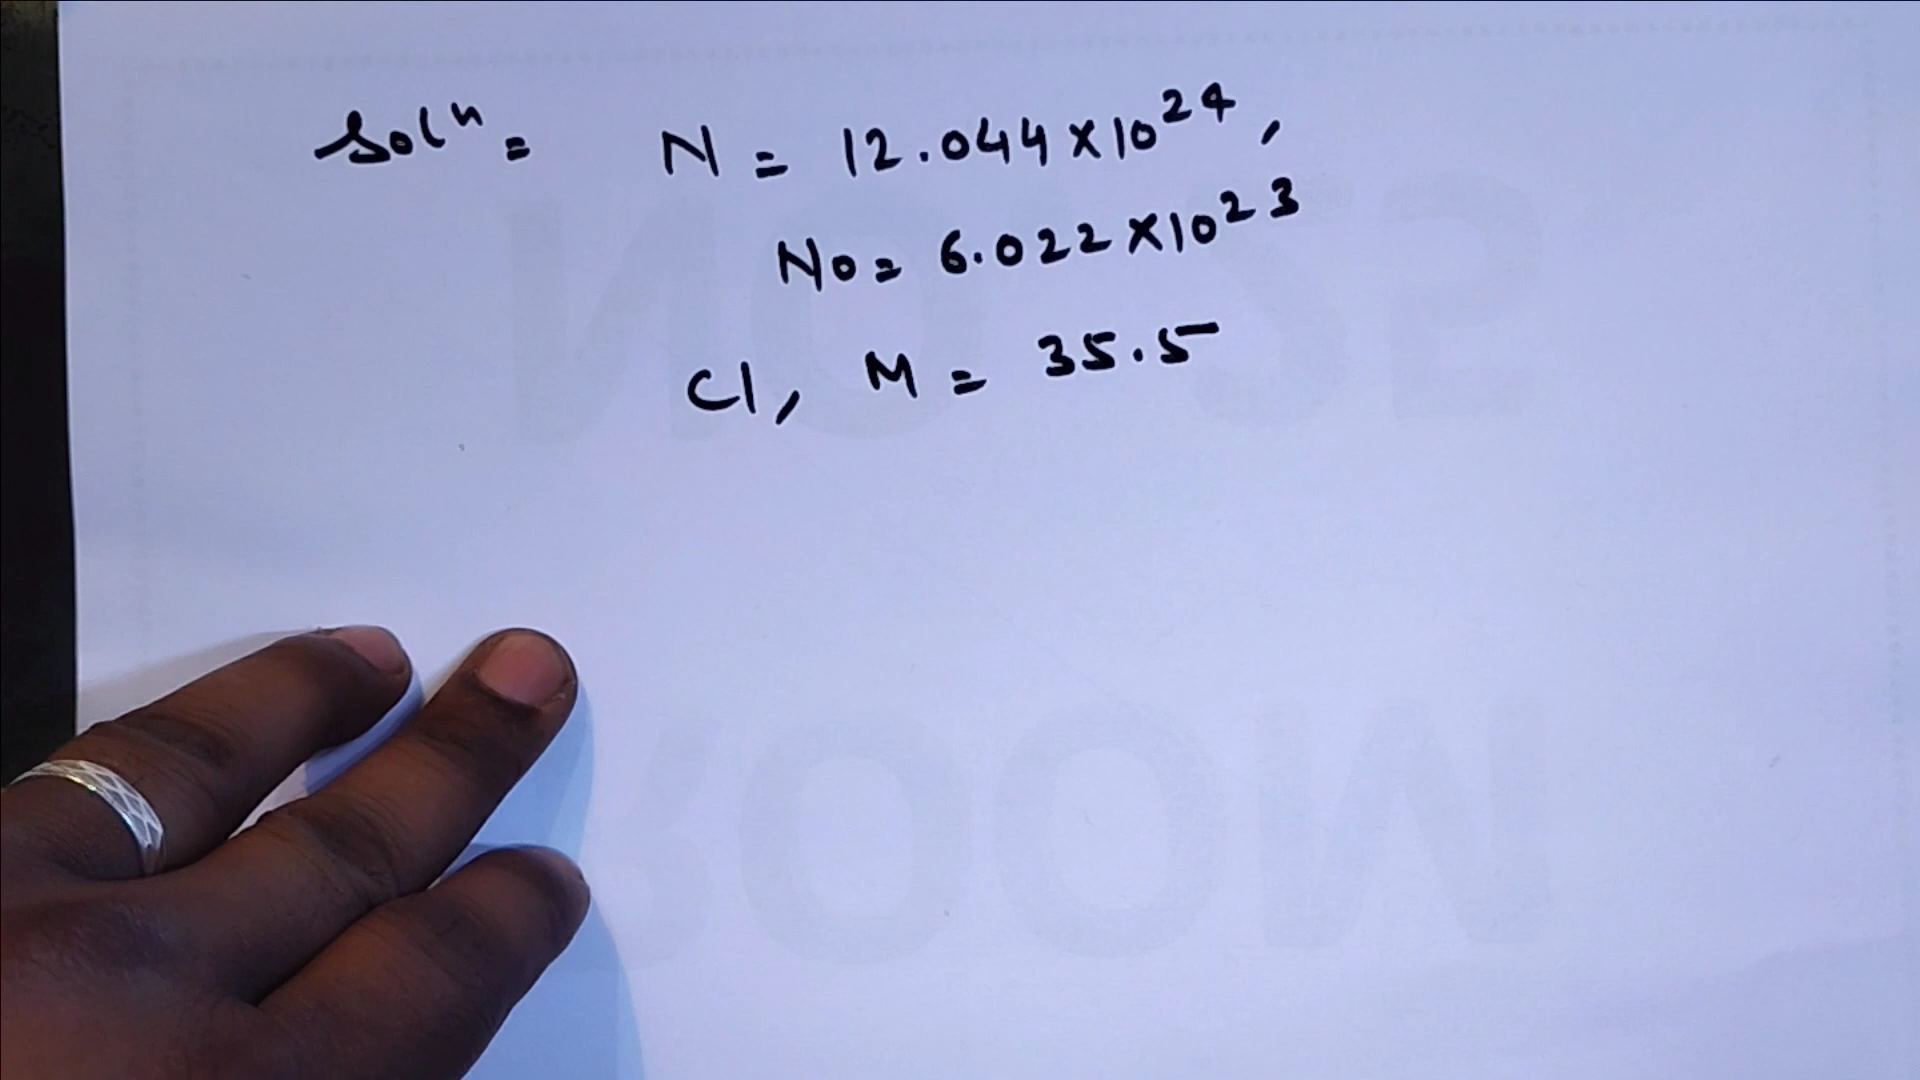 Solⁿ = N = 12.044 × 10²⁴,
No = 6.022 × 10²³
Cl, M = 35.5